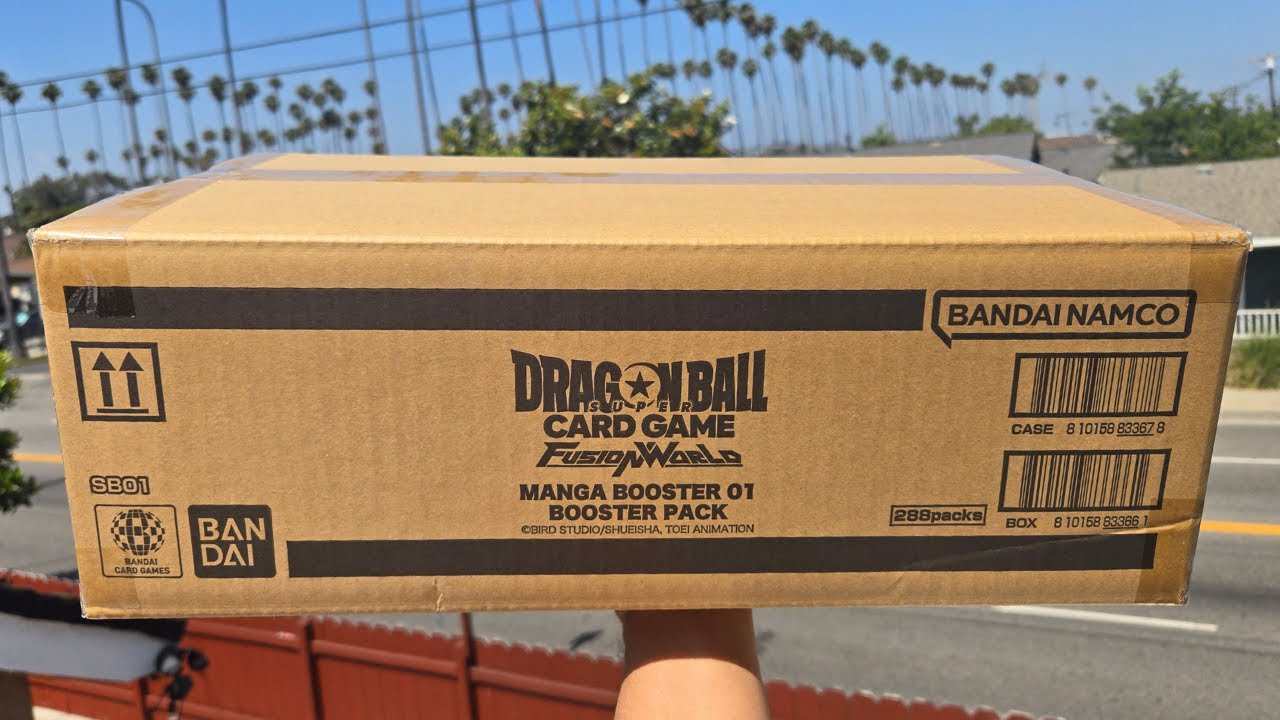 BANDAI NAMCO
DRAGON BALL
SUPER
CARD GAME
FUSION WORLD
MANGA BOOSTER 01
BOOSTER PACK
©BIRD STUDIO/SHUEISHA, TOEI ANIMATION
CASE 8 10158 83367 8
288packs
BOX 8 10158 83366 1
SB01
BANDAI
CARD GAMES
BAN
DAI